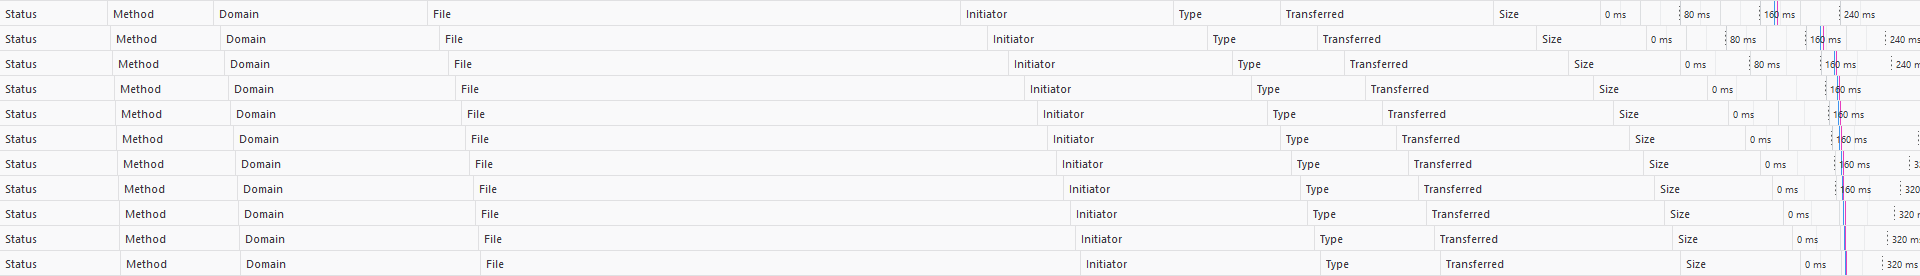 Status Method Domain File Initiator Type Transferred Size 0 ms 80 ms 160 ms 240 ms
Status Method Domain File Initiator Type Transferred Size 0 ms 80 ms 160 ms 240 ms
Status Method Domain File Initiator Type Transferred Size 0 ms 80 ms 160 ms 240 m
Status Method Domain File Initiator Type Transferred Size 0 ms 160 ms
Status Method Domain File Initiator Type Transferred Size 0 ms 160 ms
Status Method Domain File Initiator Type Transferred Size 0 ms 160 ms
Status Method Domain File Initiator Type Transferred Size 0 ms 160 ms 3
Status Method Domain File Initiator Type Transferred Size 0 ms 160 ms 320
Status Method Domain File Initiator Type Transferred Size 0 ms 320 m
Status Method Domain File Initiator Type Transferred Size 0 ms 320 ms
Status Method Domain File Initiator Type Transferred Size 0 ms 320 ms